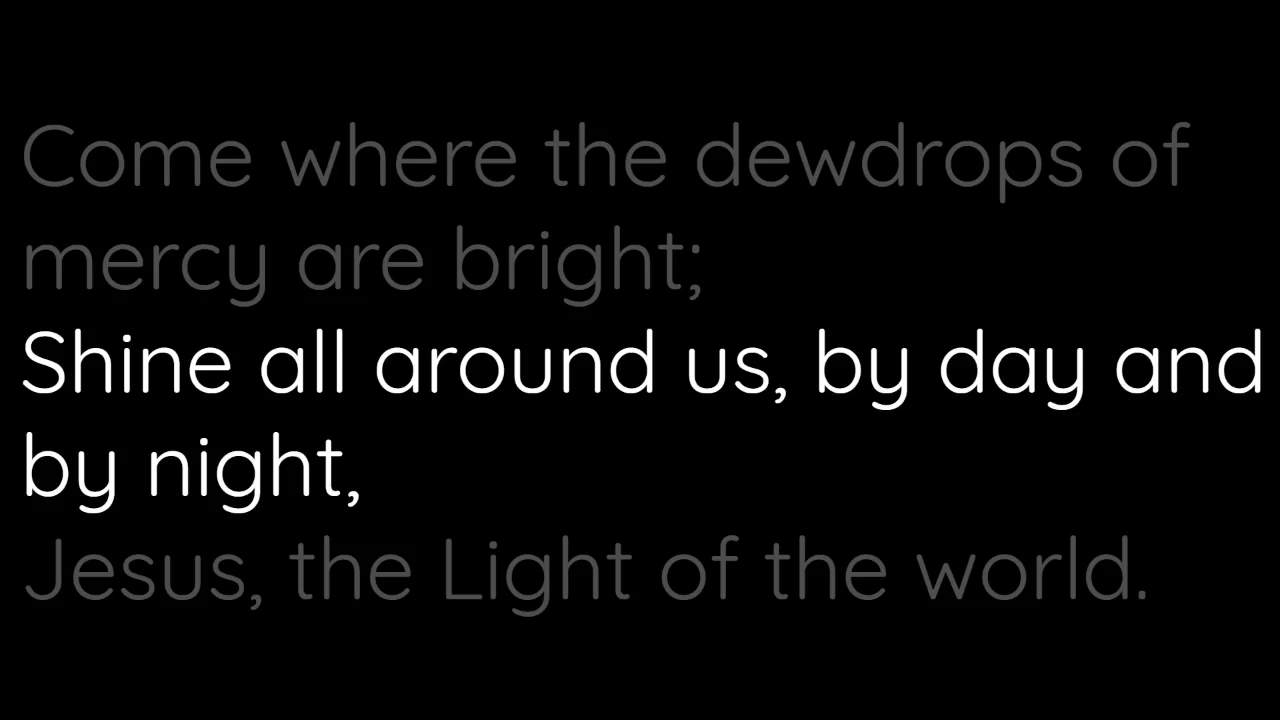 Come where the dewdrops of
mercy are bright;
Shine all around us, by day and
by night,
Jesus, the Light of the world.